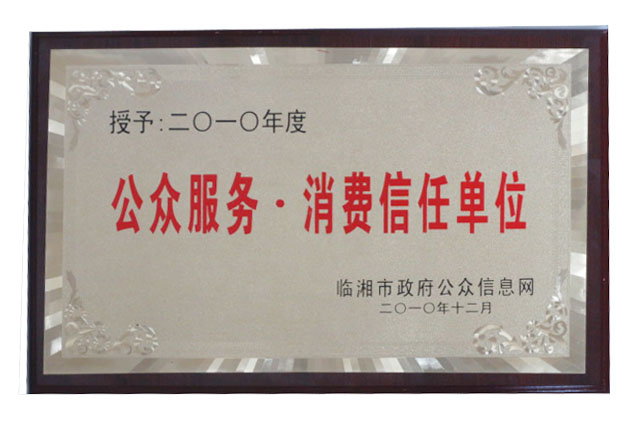 授予:二〇一〇年度
公众服务·消费信任单位
临湘市政府公众信息网
二〇一〇年十二月